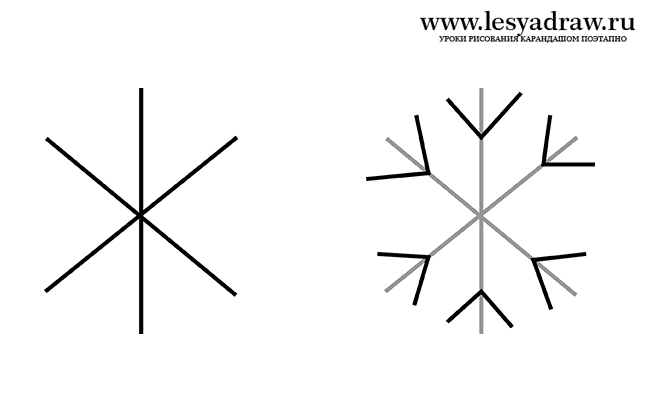 www.lesyadraw.ru
УРОКИ РИСОВАНИЯ КАРАНДАШОМ ПОЭТАПНО